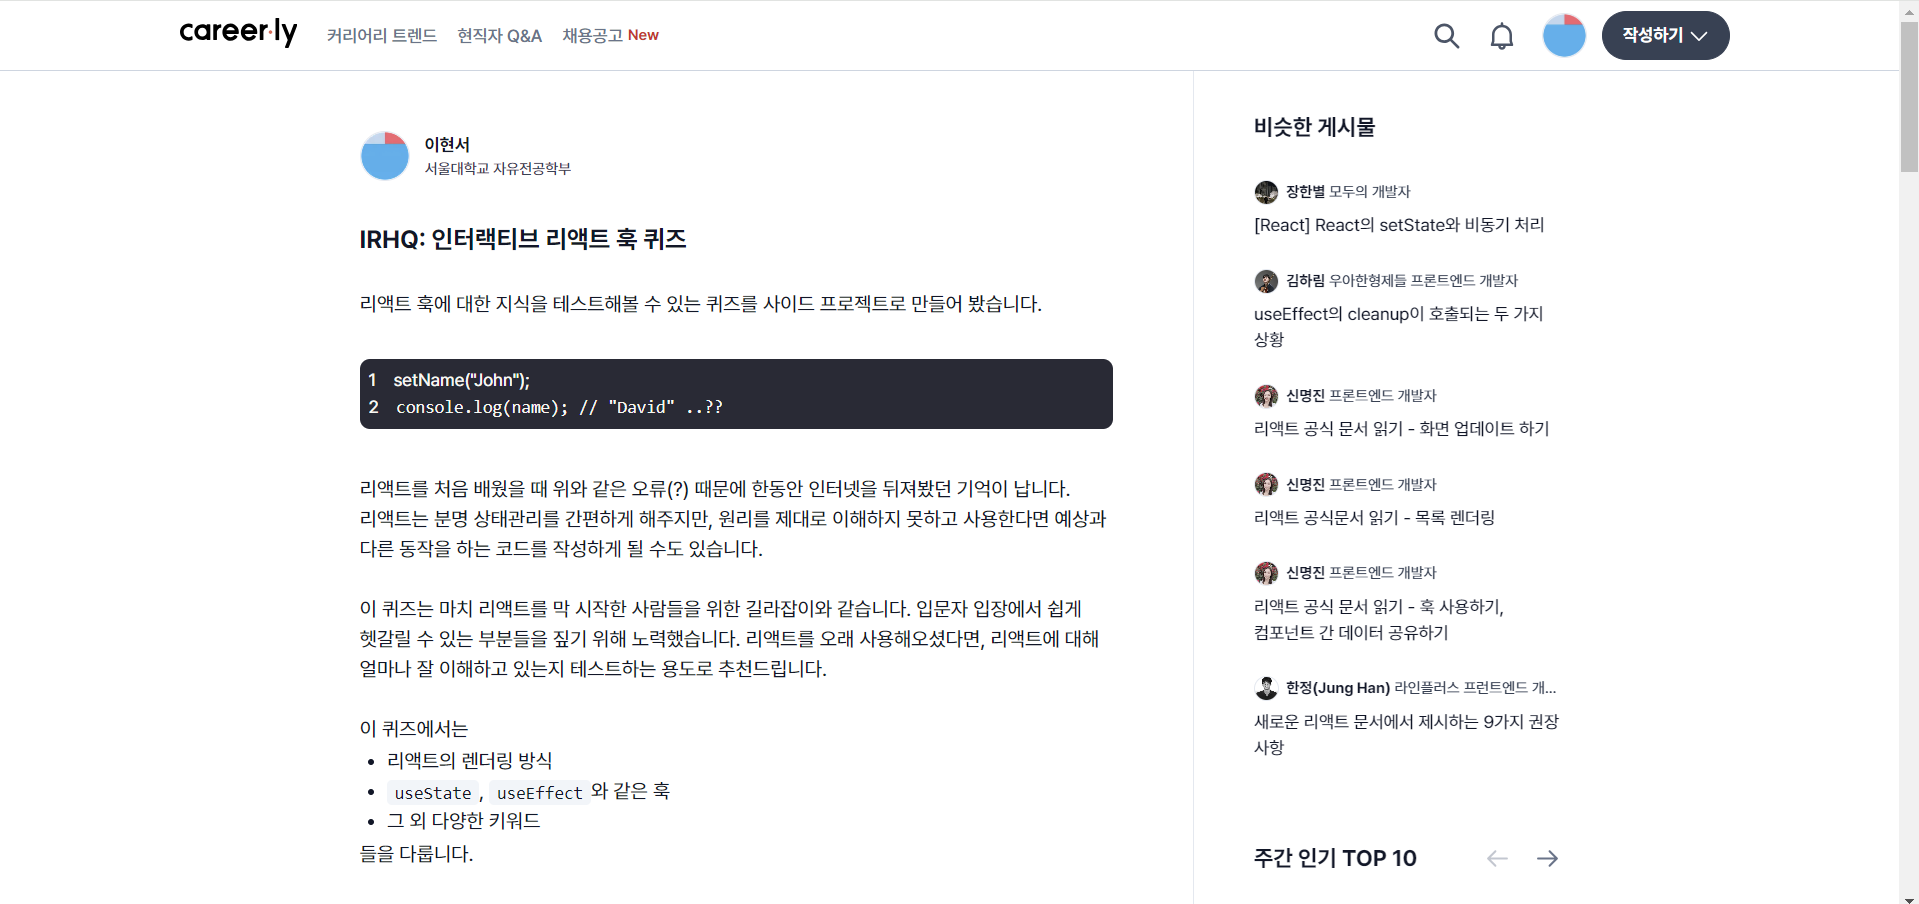 career·ly
커리어리 트렌드
현직자 Q&A
채용공고 New
작성하기
이현서
서울대학교 자유전공학부
IRHQ: 인터랙티브 리액트 훅 퀴즈
리액트 훅에 대한 지식을 테스트해볼 수 있는 퀴즈를 사이드 프로젝트로 만들어 봤습니다.
1 setName("John");
2 console.log(name); // "David" ..??
리액트를 처음 배웠을 때 위와 같은 오류(?) 때문에 한동안 인터넷을 뒤져봤던 기억이 납니다.
리액트는 분명 상태관리를 간편하게 해주지만, 원리를 제대로 이해하지 못하고 사용한다면 예상과
다른 동작을 하는 코드를 작성하게 될 수도 있습니다.
이 퀴즈는 마치 리액트를 막 시작한 사람들을 위한 길라잡이와 같습니다. 입문자 입장에서 쉽게
헷갈릴 수 있는 부분들을 짚기 위해 노력했습니다. 리액트를 오래 사용해오셨다면, 리액트에 대해
얼마나 잘 이해하고 있는지 테스트하는 용도로 추천드립니다.
이 퀴즈에서는
• 리액트의 렌더링 방식
• useState, useEffect와 같은 훅
• 그 외 다양한 키워드
들을 다룹니다.
비슷한 게시물
장한별 모두의 개발자
[React] React의 setState와 비동기 처리
김하림 우아한형제들 프론트엔드 개발자
useEffect의 cleanup이 호출되는 두 가지
상황
신명진 프론트엔드 개발자
리액트 공식 문서 읽기 - 화면 업데이트 하기
신명진 프론트엔드 개발자
리액트 공식문서 읽기 - 목록 렌더링
신명진 프론트엔드 개발자
리액트 공식 문서 읽기 - 훅 사용하기,
컴포넌트 간 데이터 공유하기
한정(Jung Han) 라인플러스 프런트엔드 개...
새로운 리액트 문서에서 제시하는 9가지 권장
사항
주간 인기 TOP 10